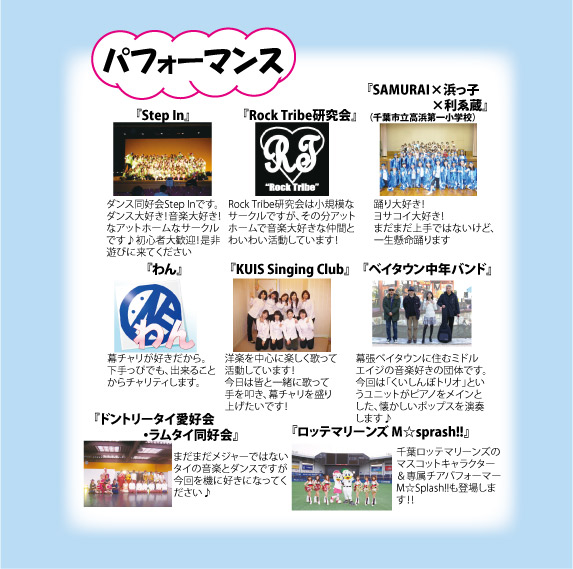 パフォーマンス
『Step In』
ダンス同好会Step Inです。
ダンス大好き！音楽大好き！
なアットホームなサークル
です♪初心者大歓迎！是非
遊びに来てください
『Rock Tribe研究会』
RT
"Rock Tribe"
Rock Tribe研究会は小規模な
サークルですが、その分アット
ホームで音楽大好きな仲間と
わいわい活動しています！
『SAMURAI×浜っ子
×利ゑ蔵』
（千葉市立高浜第一小学校）
踊り大好き！
ヨサコイ大好き！
まだまだ上手ではないけど、
一生懸命踊ります
『わん』
わん
幕チャリが好きだから。
下手っぴでも、出来ること
からチャリティします。
『KUIS Singing Club』
洋楽を中心に楽しく歌って
活動しています！
今日は皆と一緒に歌って
手を叩き、幕チャリを盛り
上げたいです！
『ベイタウン中年バンド』
幕張ベイタウンに住むミドル
エイジの音楽好きの団体です。
今回は「くいしんぼトリオ」とい
うユニットがピアノをメインと
した、懐かしいポップスを演奏
します♪
『ドントリータイ愛好会
・ラムタイ同好会』
まだまだメジャーではない
タイの音楽とダンスですが
今回を機に好きになってく
ださい♪
『ロッテマリーンズ M☆sprash!!』
千葉ロッテマリーンズの
マスコットキャラクター
＆専属チアパフォーマー
M☆Splash!!も登場しま
す！！